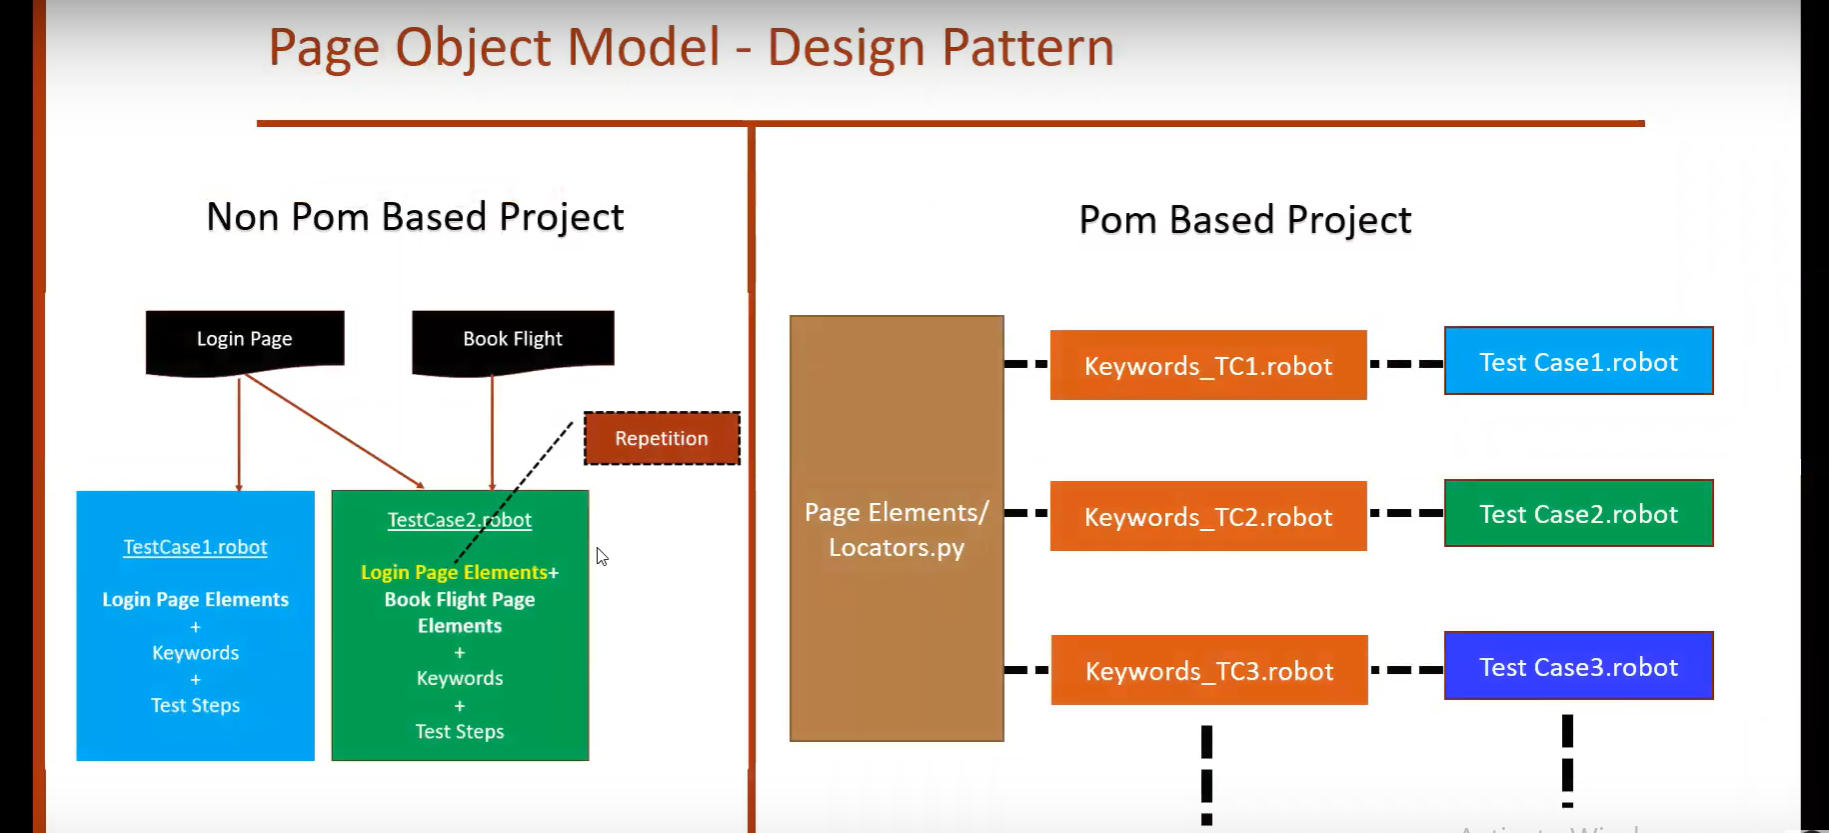 Page Object Model - Design Pattern
Non Pom Based Project
Login Page
Book Flight
Repetition
TestCase1.robot
Login Page Elements
+
Keywords
+
Test Steps
TestCase2.robot
Login Page Elements+
Book Flight Page
Elements
+
Keywords
+
Test Steps
Pom Based Project
Page Elements/
Locators.py
Keywords_TC1.robot
Test Case1.robot
Keywords_TC2.robot
Test Case2.robot
Keywords_TC3.robot
Test Case3.robot